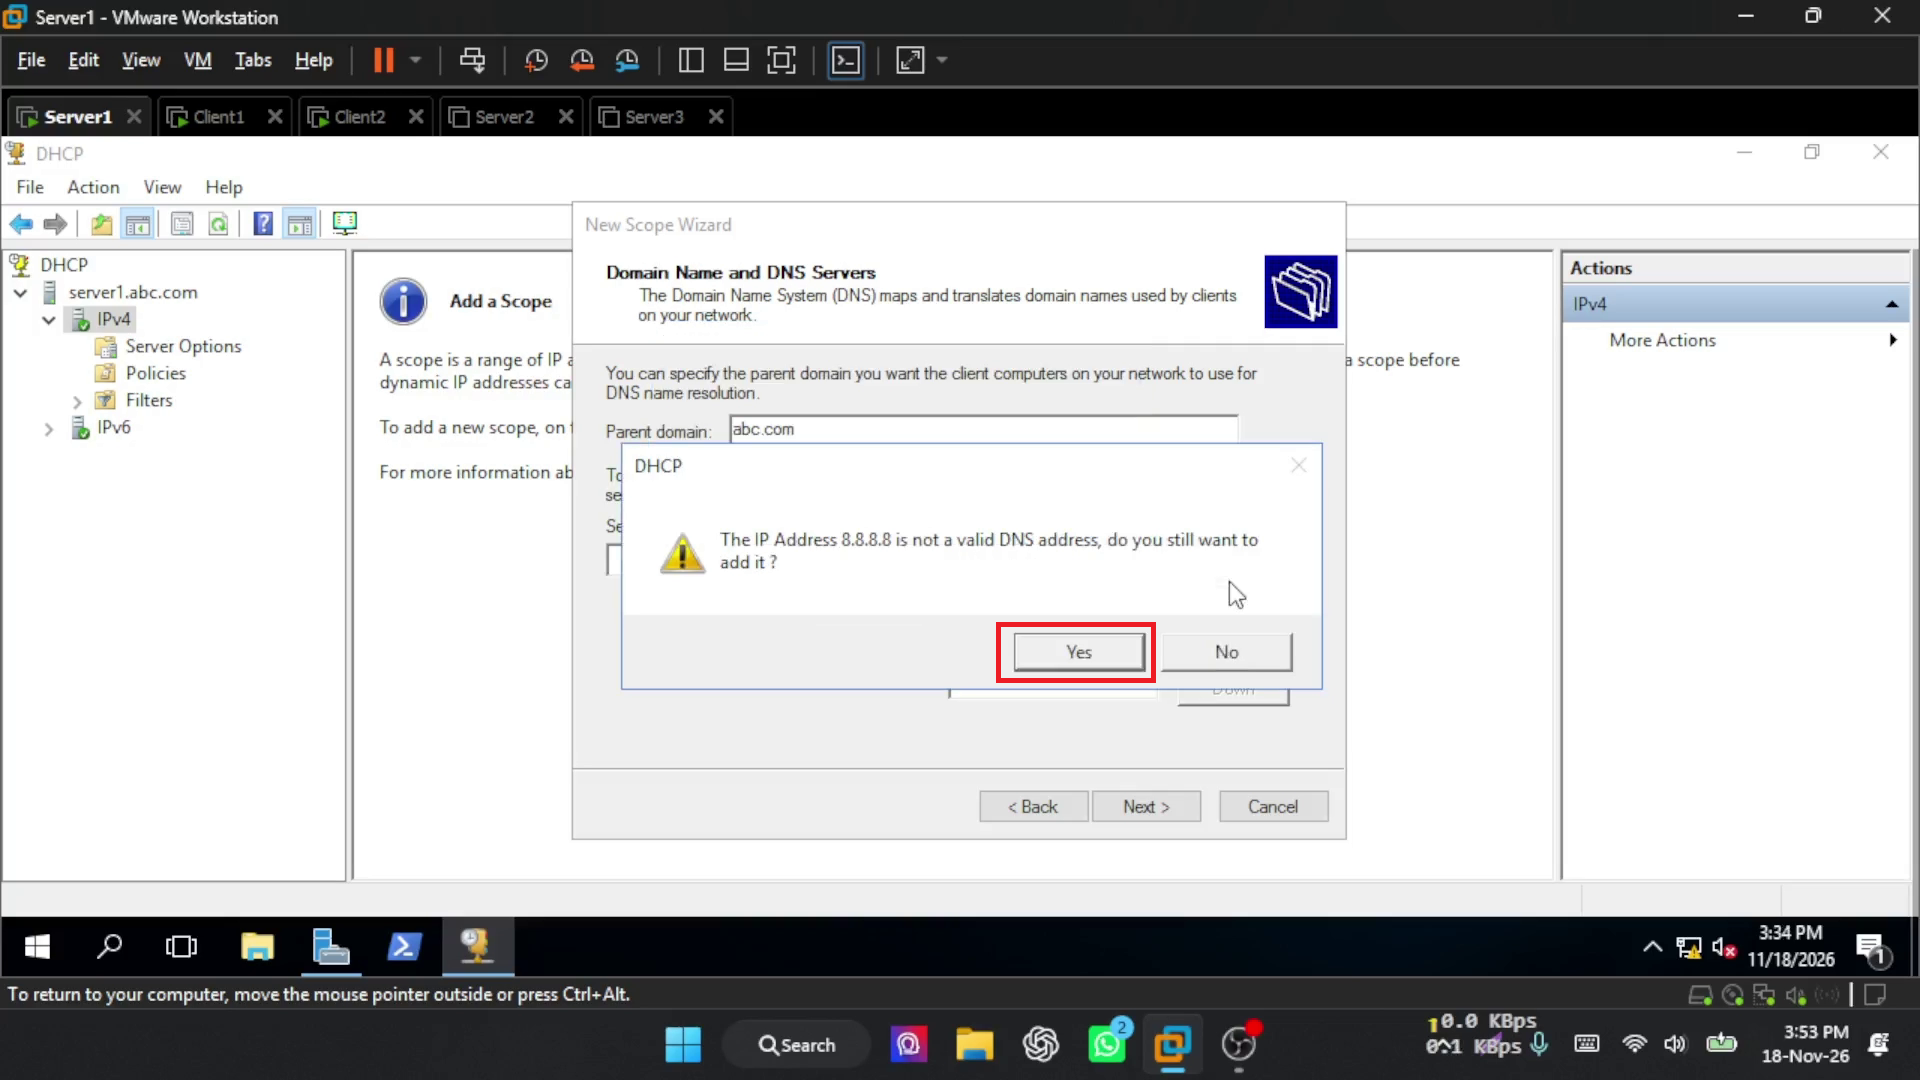 Server1 - VMware Workstation
File Edit View VM Tabs Help
Server1 Client1 Client2 Server2 Server3
DHCP
File Action View Help
DHCP
server1.abc.com
IPv4
Server Options
Policies
Filters
IPv6
Add a Scope
A scope is a range of IP a
a scope before
dynamic IP addresses ca
To add a new scope, on t
For more information ab
New Scope Wizard
Domain Name and DNS Servers
The Domain Name System (DNS) maps and translates domain names used by clients
on your network.
You can specify the parent domain you want the client computers on your network to use for
DNS name resolution.
Parent domain: abc.com
To
se
Se
DHCP
The IP Address 8.8.8.8 is not a valid DNS address, do you still want to
add it ?
Yes No
Down
< Back Next > Cancel
Actions
IPv4
More Actions
3:34 PM
11/18/2026
1
To return to your computer, move the mouse pointer outside or press Ctrl+Alt.
Search
2
0.0 KBps
0.1 KBps
3:53 PM
18-Nov-26